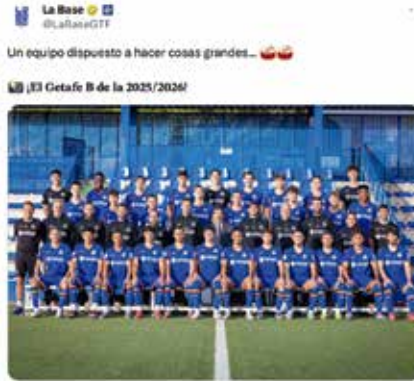 La Base
@LaBaseGTF
Un equipo dispuesto a hacer cosas grandes...
¡El Getafe B de la 2025/2026!